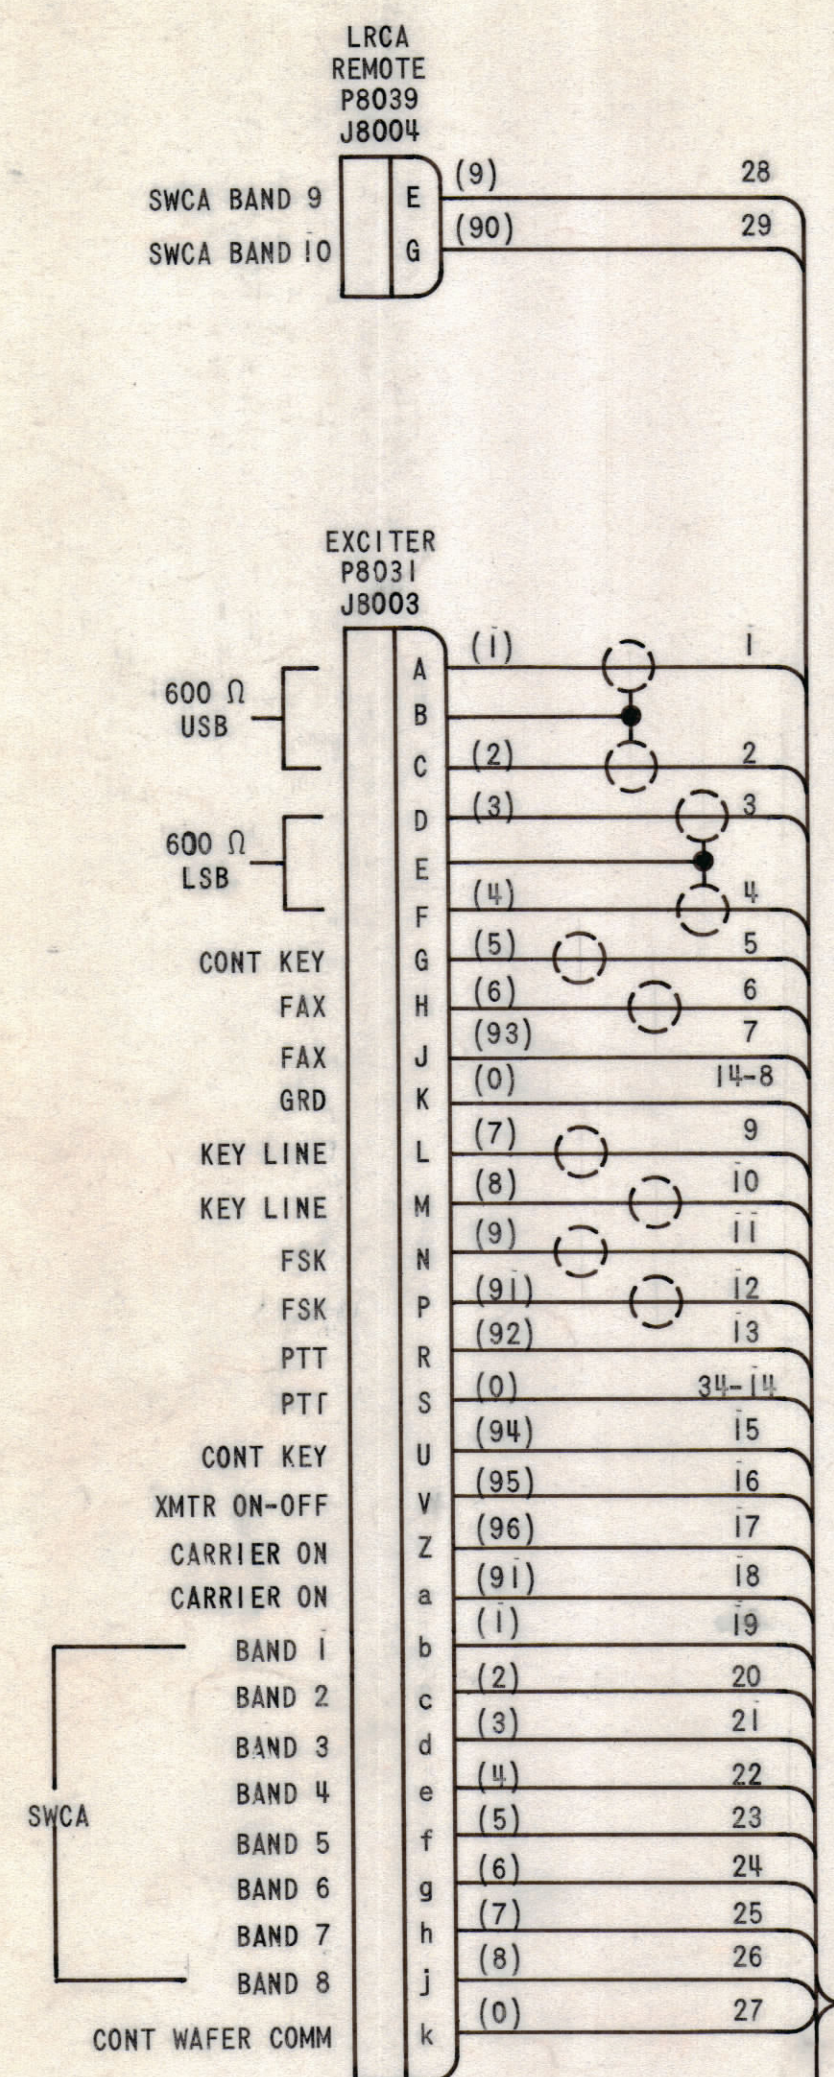 LRCA
REMOTE
P8039
J8004
SWCA BAND 9 E (9) 28
SWCA BAND 10 G (90) 29
EXCITER
P8031
J8003
600 Ω
USB
A (1) 1
B
C (2) 2
600 Ω
LSB
D (3) 3
E
F (4) 4
CONT KEY G (5) 5
FAX H (6) 6
FAX J (93) 7
GRD K (0) 14-8
KEY LINE L (7) 9
KEY LINE M (8) 10
FSK N (9) 11
FSK P (91) 12
PTT R (92) 13
PTT S (0) 34-14
CONT KEY U (94) 15
XMTR ON-OFF V (95) 16
CARRIER ON Z (96) 17
CARRIER ON a (91) 18
SWCA
BAND 1 b (1) 19
BAND 2 c (2) 20
BAND 3 d (3) 21
BAND 4 e (4) 22
BAND 5 f (5) 23
BAND 6 g (6) 24
BAND 7 h (7) 25
BAND 8 j (8) 26
CONT WAFER COMM k (0) 27